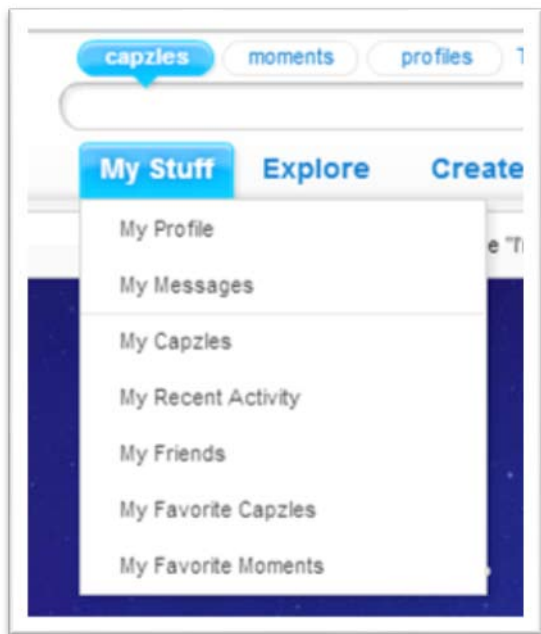 capzles moments profiles T
My Stuff Explore Create
My Profile
e "I'
My Messages
My Capzles
My Recent Activity
My Friends
My Favorite Capzles
My Favorite Moments